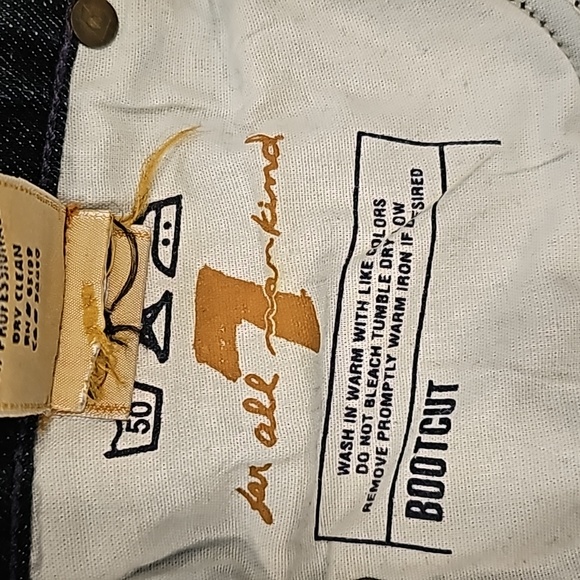 PROFESSIONAL
DRY CLEAN
50
7
for all mankind
WASH IN WARM WITH LIKE COLORS
DO NOT BLEACH TUMBLE DRY LOW
REMOVE PROMPTLY WARM IRON IF DESIRED
BOOTCUT